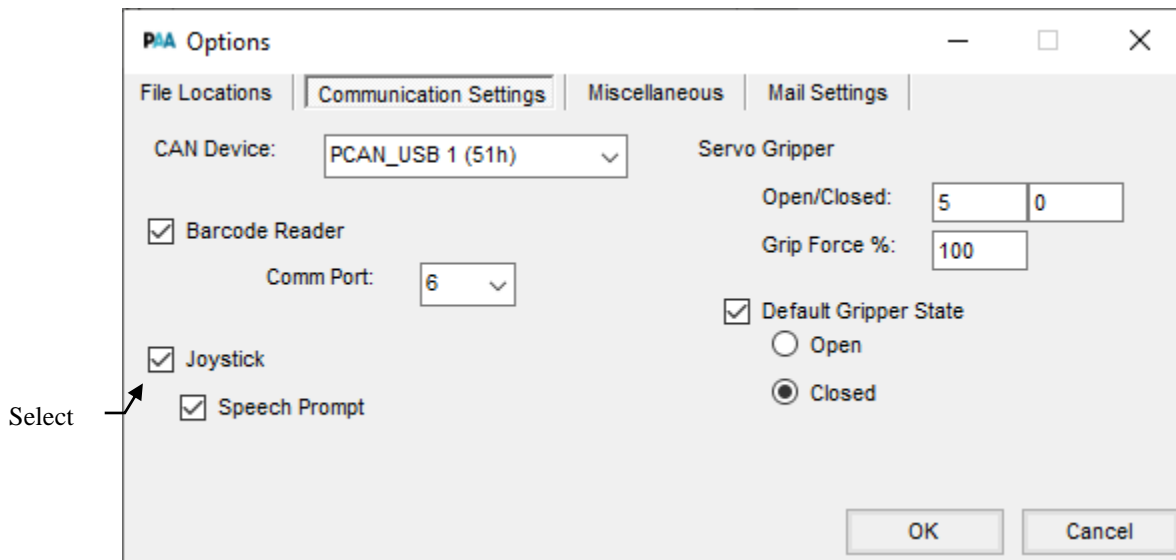 PAA Options
File Locations Communication Settings Miscellaneous Mail Settings
CAN Device: PCAN_USB 1 (51h)
Barcode Reader
Comm Port: 6
Joystick
Speech Prompt
Select
Servo Gripper
Open/Closed: 5 0
Grip Force %: 100
Default Gripper State
Open
Closed
OK Cancel